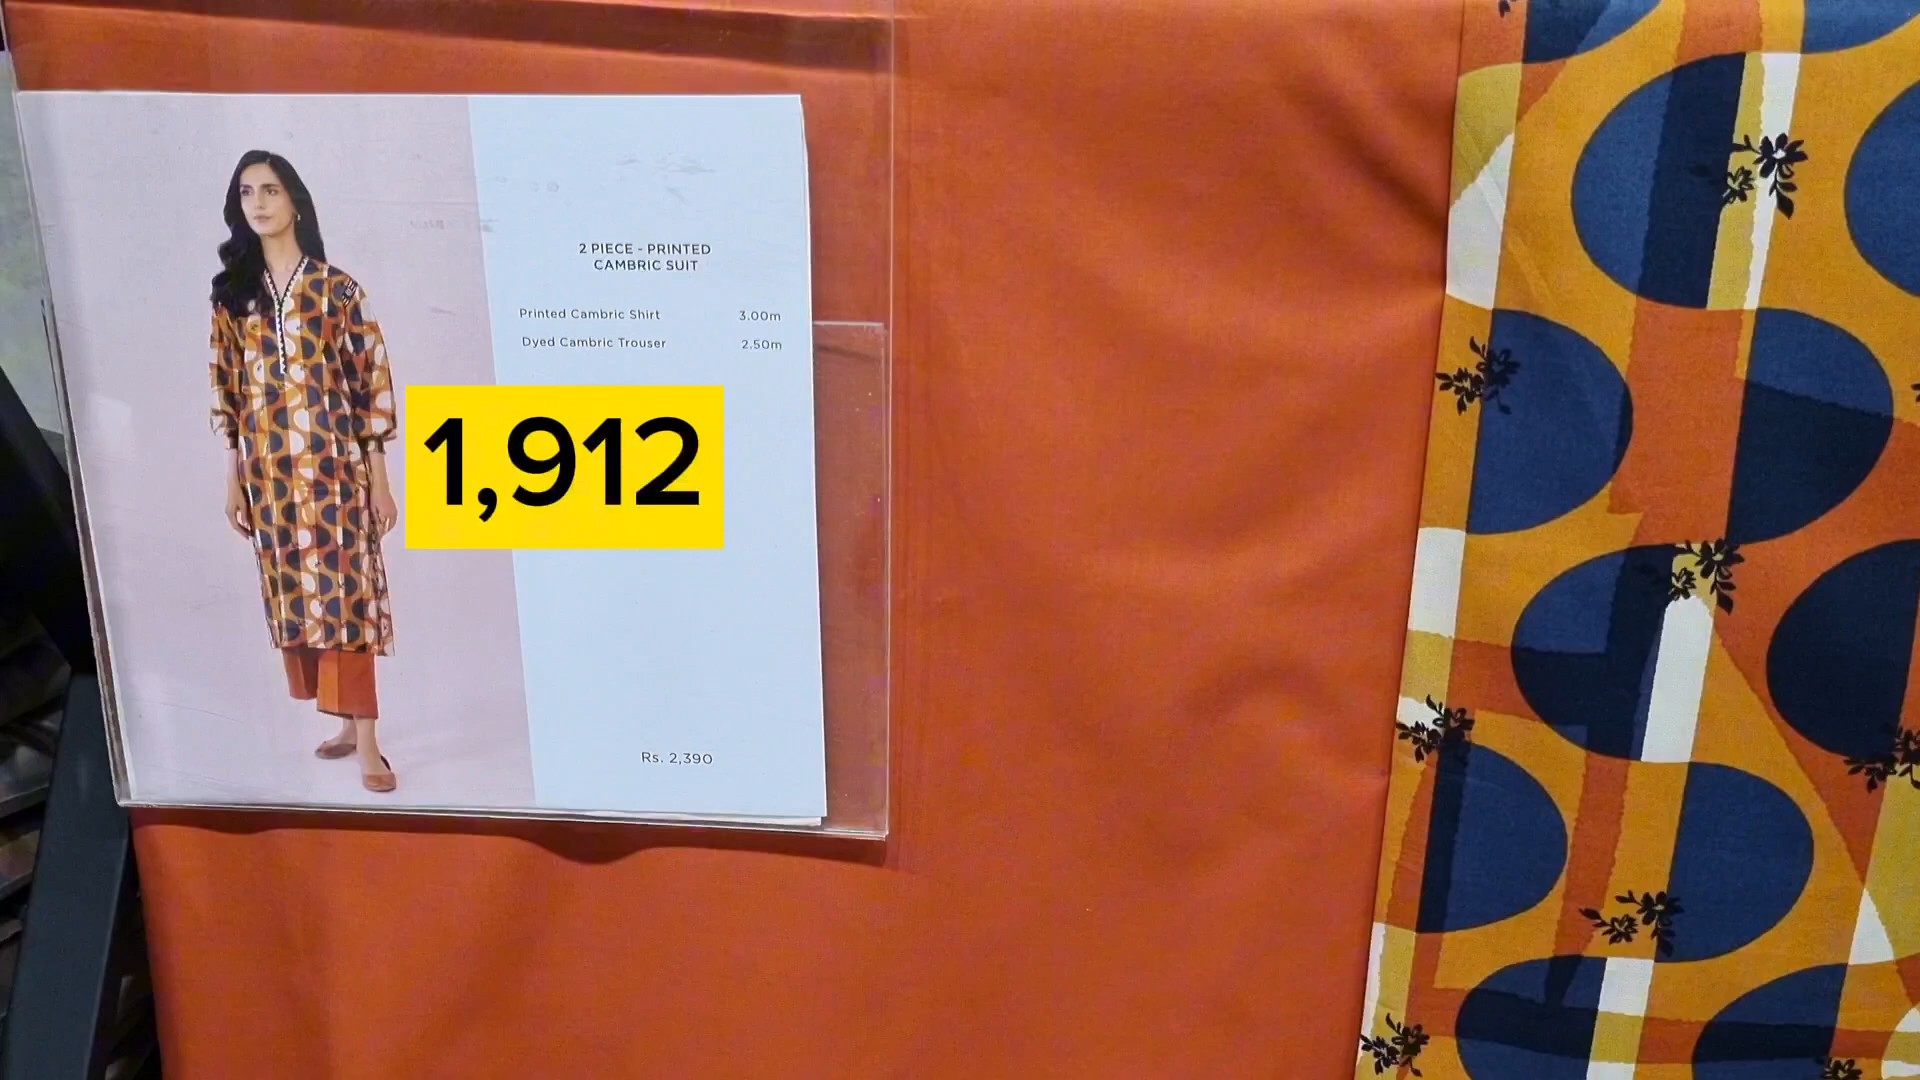 2 PIECE - PRINTED
CAMBRIC SUIT
Printed Cambric Shirt 3.00m
Dyed Cambric Trouser 2.50m
1,912
Rs. 2,390